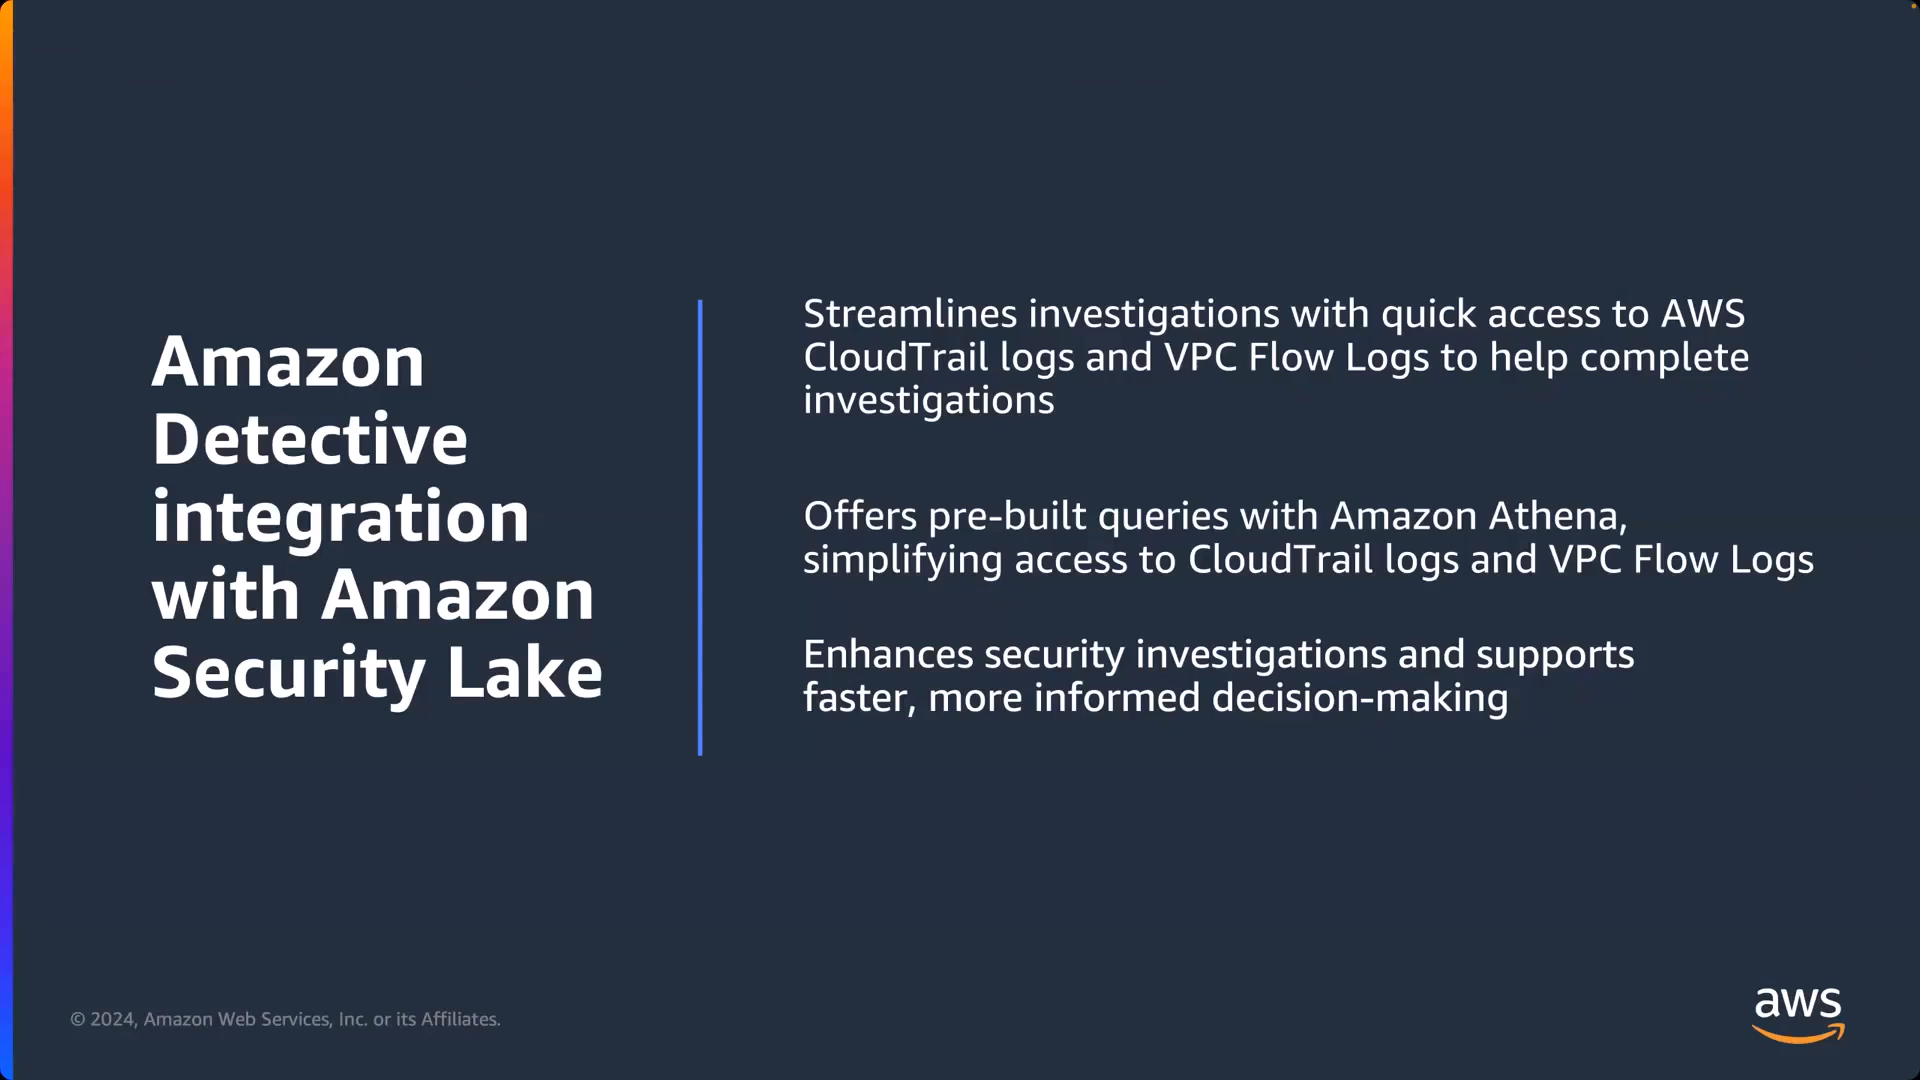 Amazon
Detective
integration
with Amazon
Security Lake
Streamlines investigations with quick access to AWS
CloudTrail logs and VPC Flow Logs to help complete
investigations
Offers pre-built queries with Amazon Athena,
simplifying access to CloudTrail logs and VPC Flow Logs
Enhances security investigations and supports
faster, more informed decision-making
© 2024, Amazon Web Services, Inc. or its Affiliates.
aws